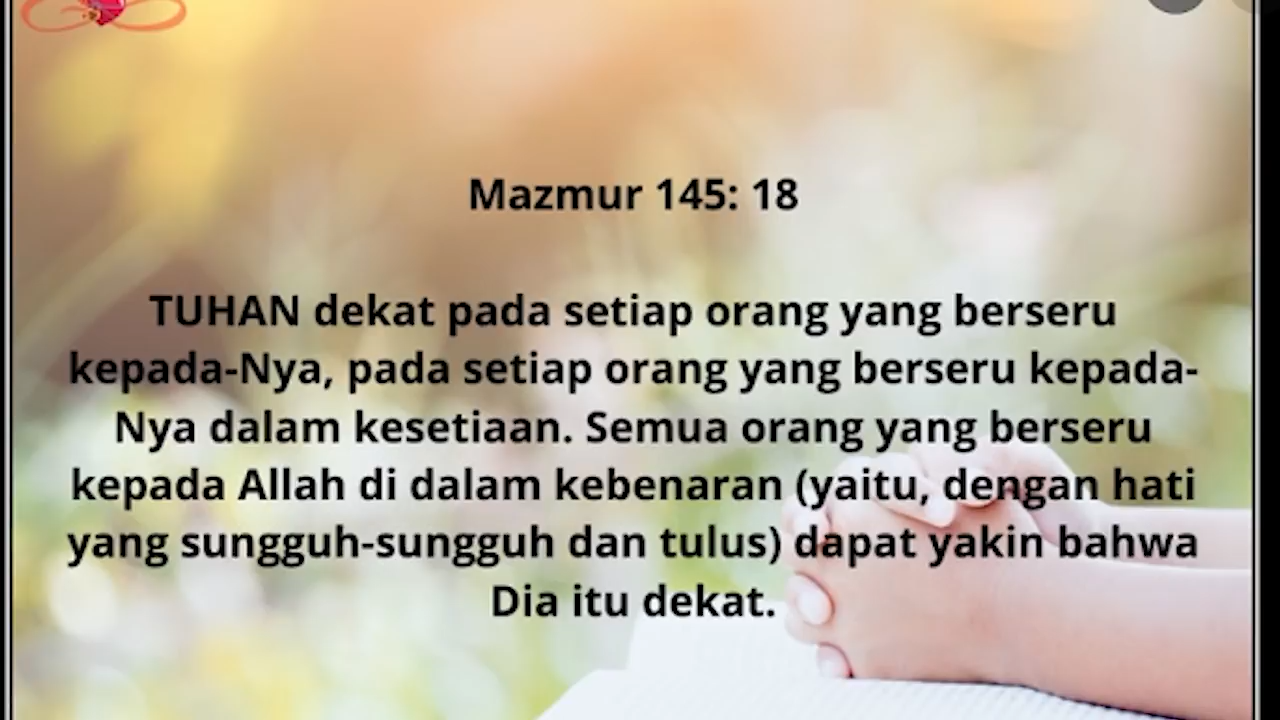 Mazmur 145: 18
TUHAN dekat pada setiap orang yang berseru
kepada-Nya, pada setiap orang yang berseru kepada-
Nya dalam kesetiaan. Semua orang yang berseru
kepada Allah di dalam kebenaran (yaitu, dengan hati
yang sungguh-sungguh dan tulus) dapat yakin bahwa
Dia itu dekat.